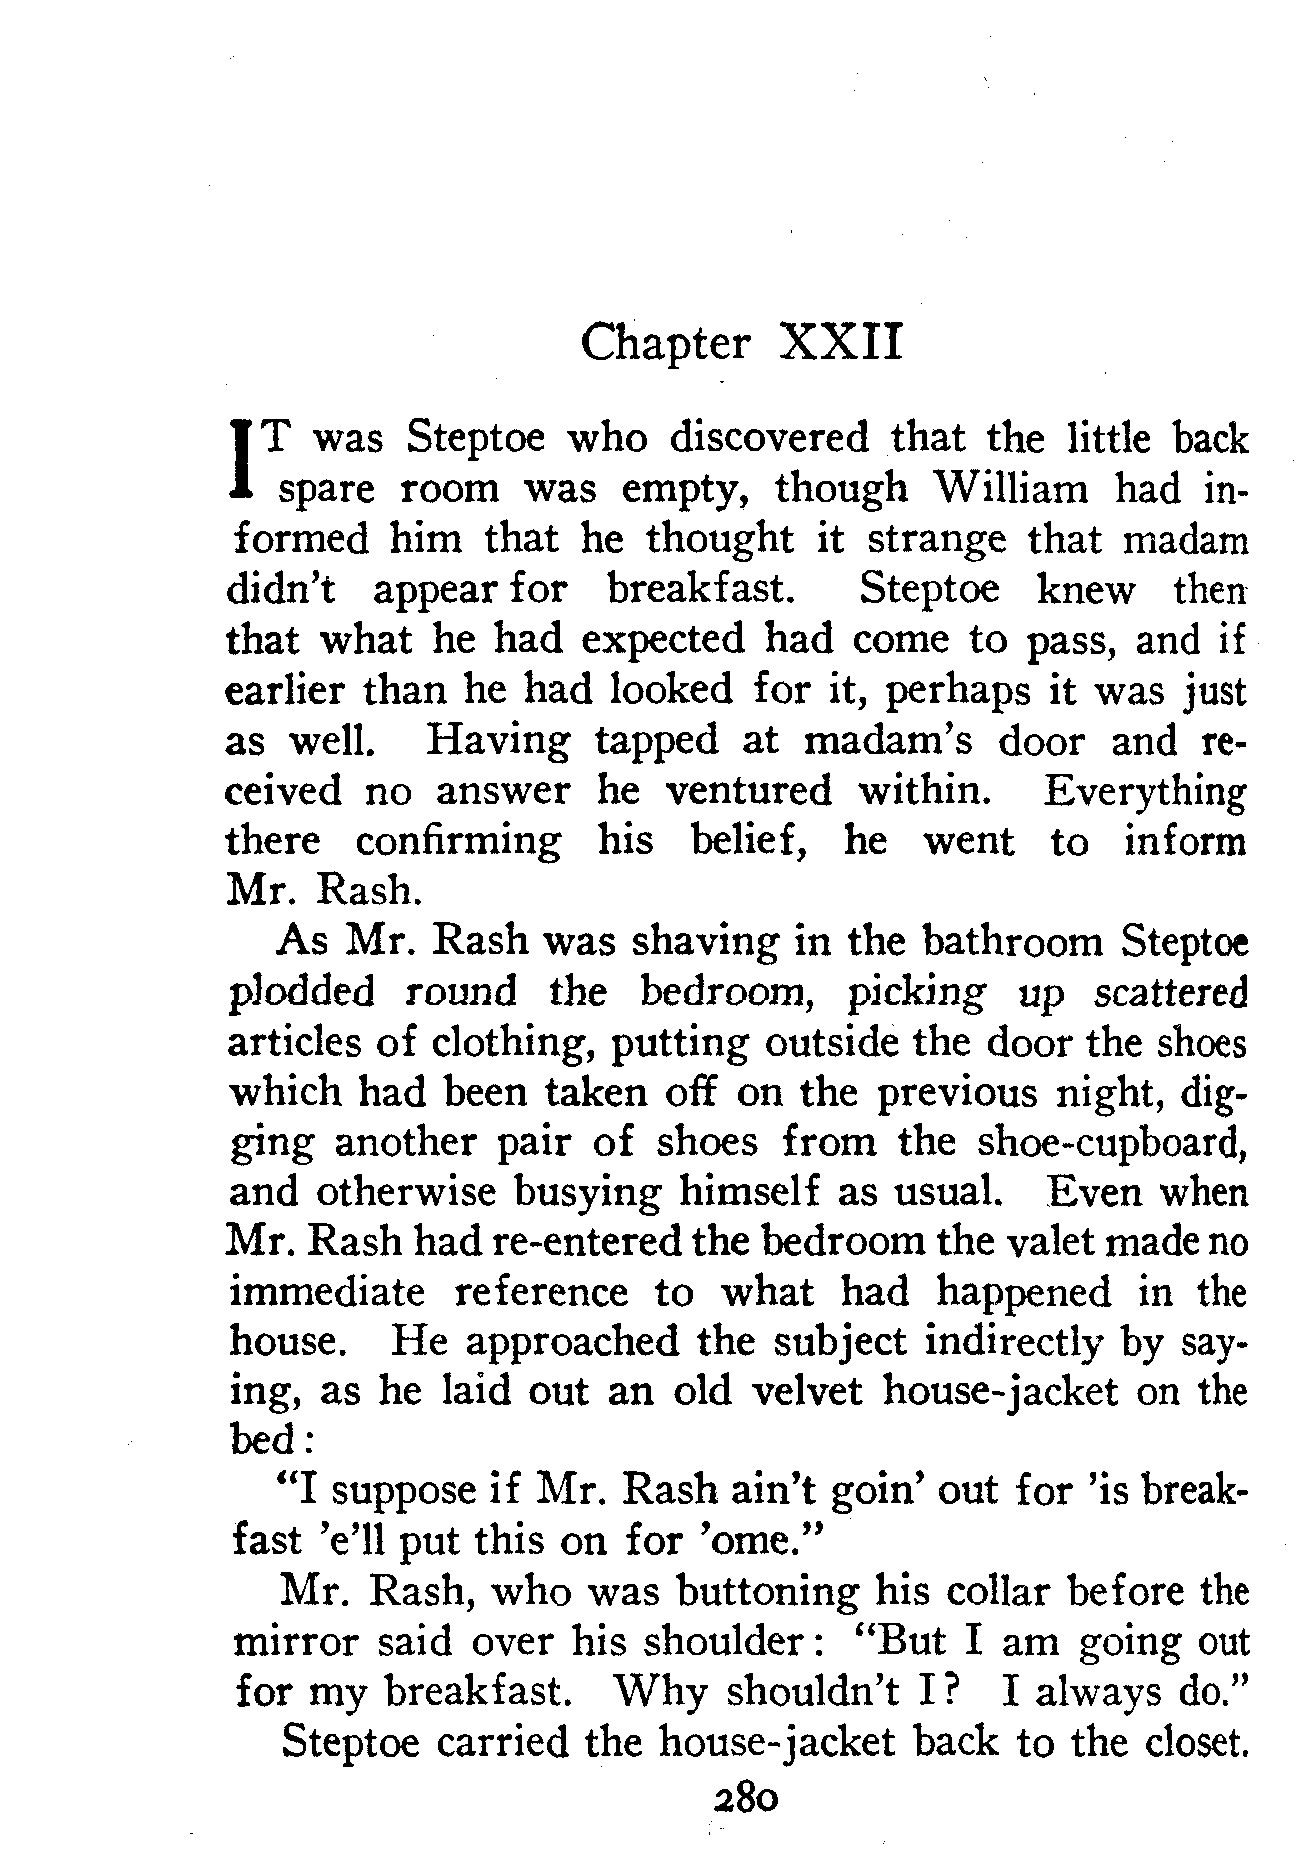 Chapter XXII
IT was Steptoe who discovered that the little back
spare room was empty, though William had in-
formed him that he thought it strange that madam
didn't appear for breakfast. Steptoe knew then
that what he had expected had come to pass, and if
earlier than he had looked for it, perhaps it was just
as well. Having tapped at madam's door and re-
ceived no answer he ventured within. Everything
there confirming his belief, he went to inform
Mr. Rash.
As Mr. Rash was shaving in the bathroom Steptoe
plodded round the bedroom, picking up scattered
articles of clothing, putting outside the door the shoes
which had been taken off on the previous night, dig-
ging another pair of shoes from the shoe-cupboard,
and otherwise busying himself as usual. Even when
Mr. Rash had re-entered the bedroom the valet made no
immediate reference to what had happened in the
house. He approached the subject indirectly by say-
ing, as he laid out an old velvet house-jacket on the
bed:
"I suppose if Mr. Rash ain't goin' out for 'is break-
fast 'e'll put this on for 'ome."
Mr. Rash, who was buttoning his collar before the
mirror said over his shoulder: "But I am going out
for my breakfast. Why shouldn't I? I always do."
Steptoe carried the house-jacket back to the closet.
280